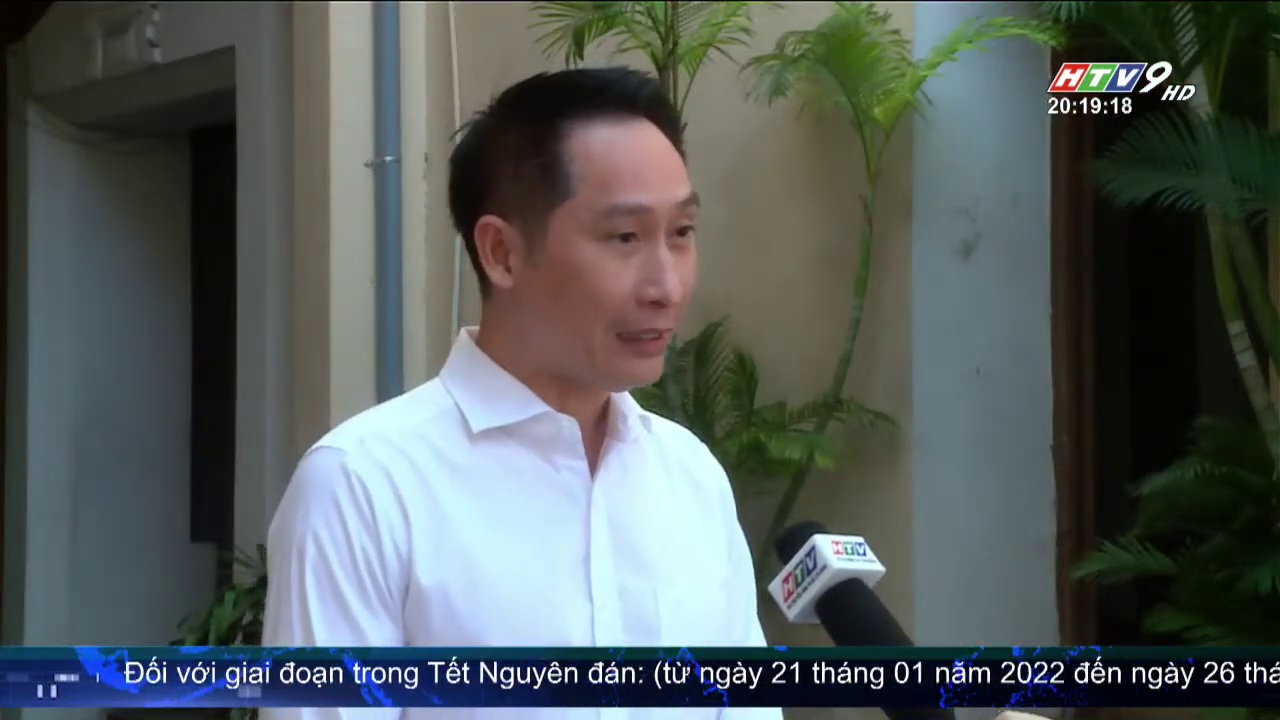 HTV9 HD
20:19:18
HTV
HTV
Đối với giai đoạn trong Tết Nguyên đán: (từ ngày 21 tháng 01 năm 2022 đến ngày 26